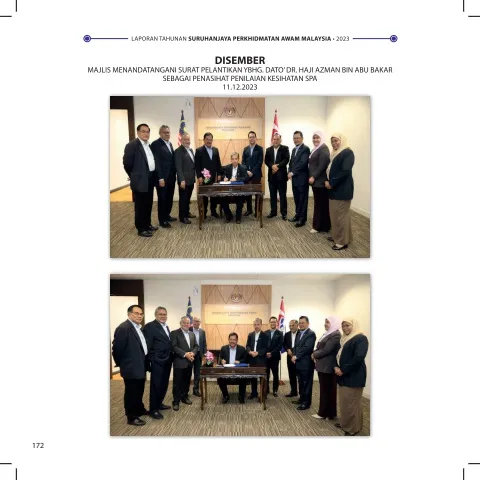 LAPORAN TAHUNAN SURUHANJAYA PERKHIDMATAN AWAM MALAYSIA • 2023
DISEMBER
MAJLIS MENANDATANGANI SURAT PELANTIKAN YBHG. DATO' DR. HAJI AZMAN BIN ABU BAKAR
SEBAGAI PENASIHAT PENILAIAN KESIHATAN SPA
11.12.2023
172